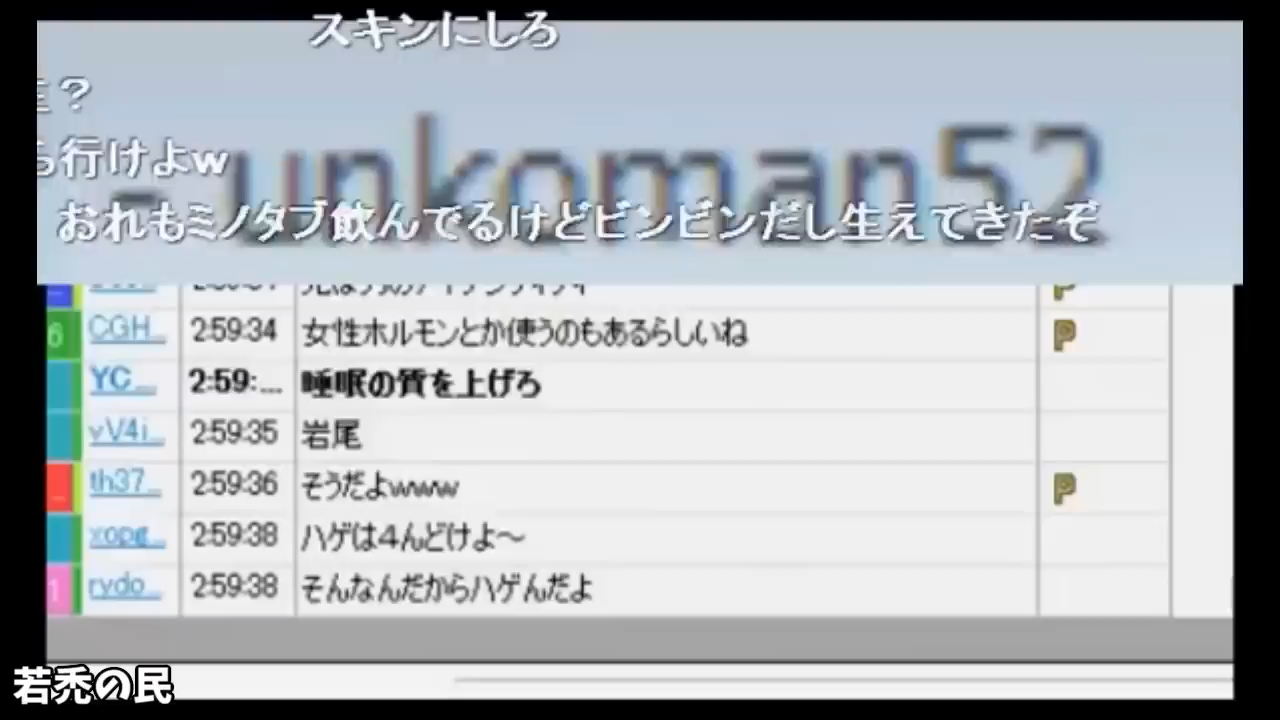 スキンにしろ
生？
ら行けよw
- unkoman52
おれもミノタブ飲んでるけどビンビンだし生えてきたぞ
6 CGH... 2:59:34 女性ホルモンとか使うのもあるらしいね P
YC... 2:59:... 睡眠の質を上げろ
vV4i... 2:59:35 岩尾
th37... 2:59:36 そうだよwww P
xopg... 2:59:38 ハゲは4んどけよ〜
1 rydo... 2:59:38 そんなんだからハゲんだよ
若禿の民